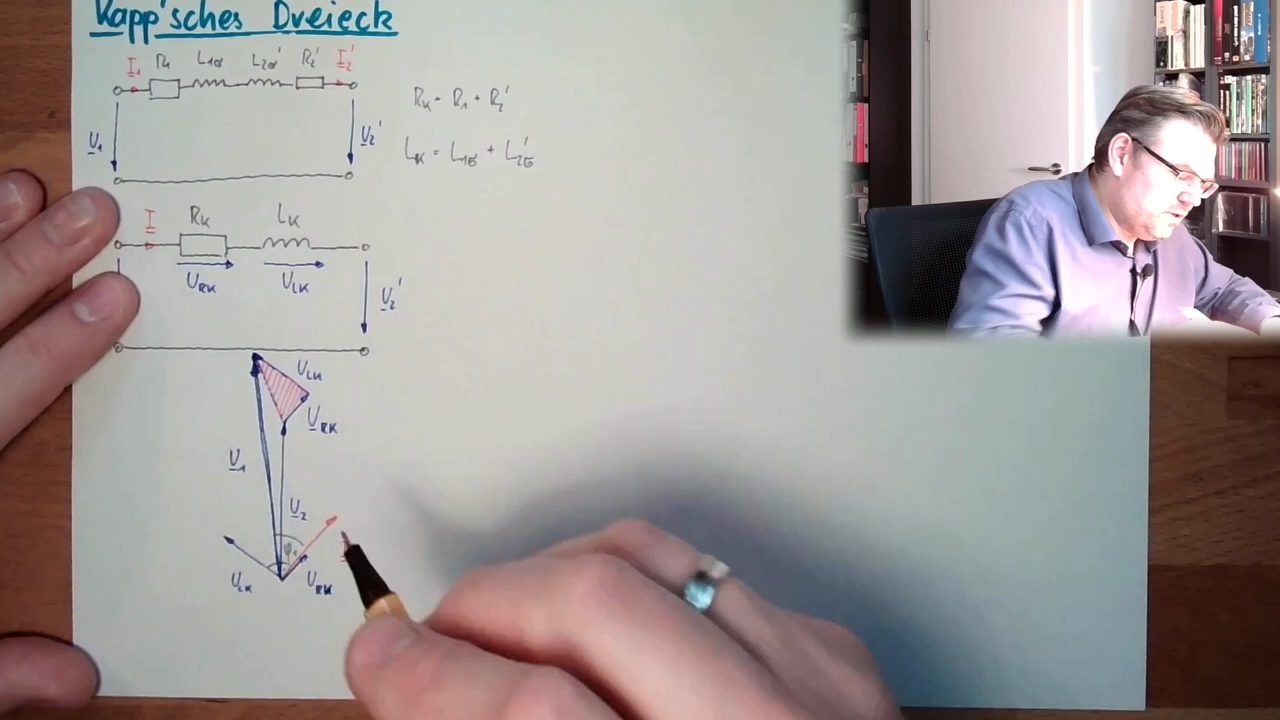 Kapp'sches Dreieck
I1 R1 L1σ L2σ' R2' I2'
RK = R1 + R2'
U1 U2'
LK = L1σ + L2σ'
I RK LK
URK ULK U2'
ULK
URK
U1
U2
φ1
ULK URK